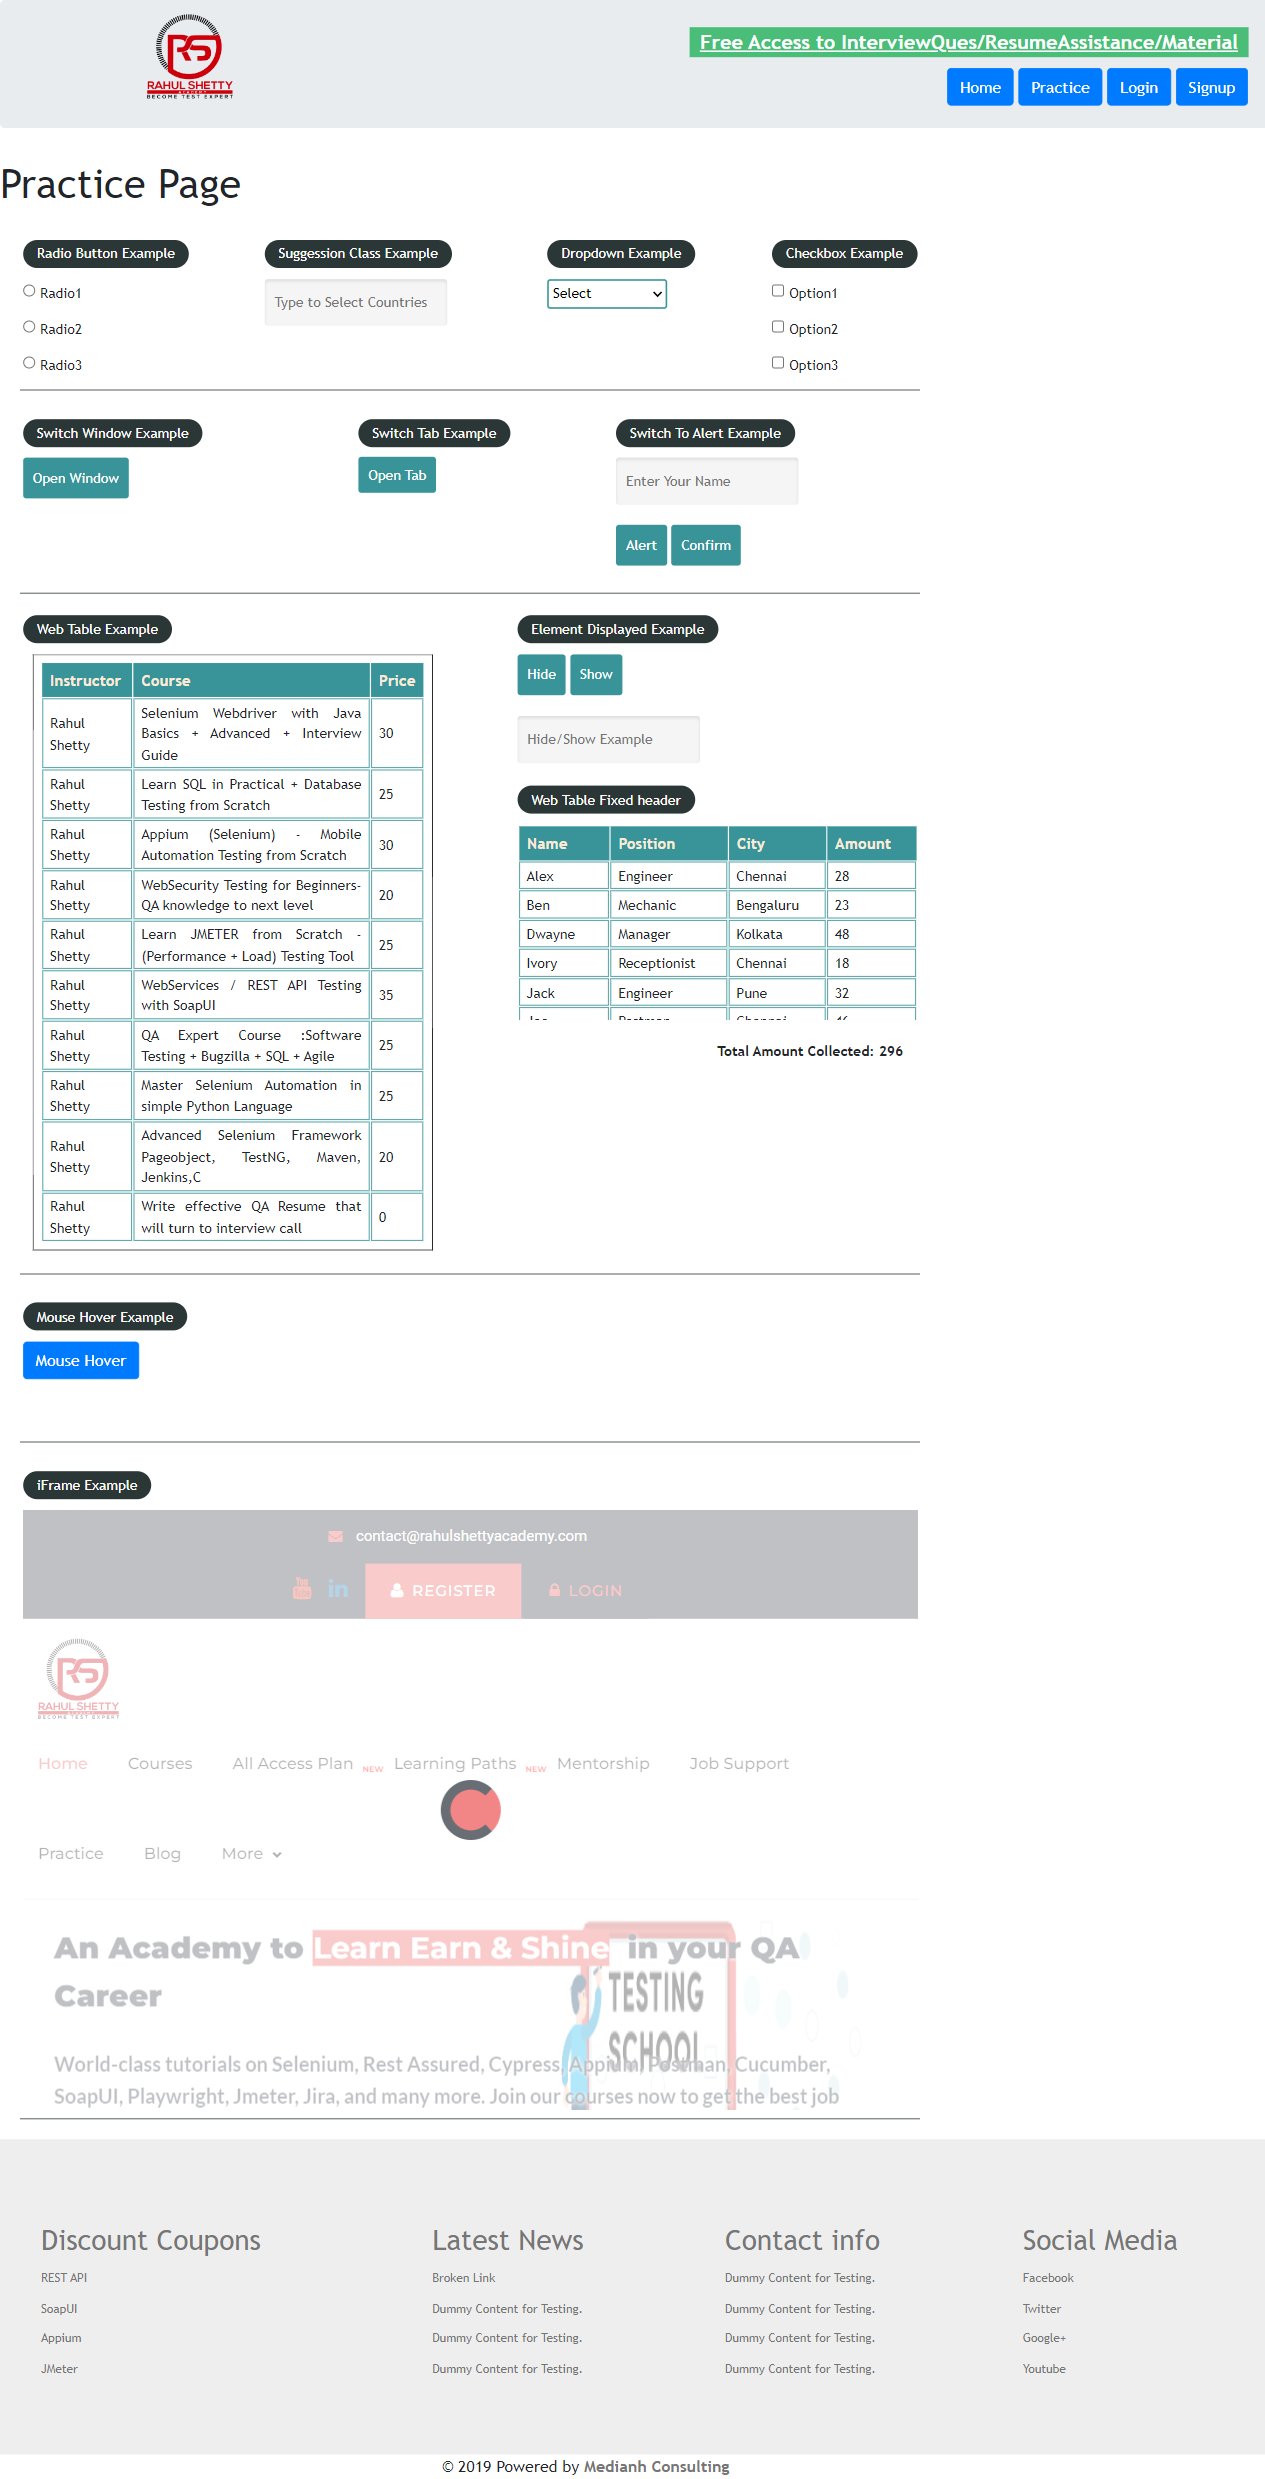 RAHUL SHETTY
ACADEMY
BECOME TEST EXPERT
Free Access to InterviewQues/ResumeAssistance/Material
Home Practice Login Signup
Practice Page
Radio Button Example
Radio1
Radio2
Radio3
Suggession Class Example
Type to Select Countries
Dropdown Example
Select
Checkbox Example
Option1
Option2
Option3
Switch Window Example
Open Window
Switch Tab Example
Open Tab
Switch To Alert Example
Enter Your Name
Alert Confirm
Web Table Example
Instructor Course Price
Rahul Shetty Selenium Webdriver with Java Basics + Advanced + Interview Guide 30
Rahul Shetty Learn SQL in Practical + Database Testing from Scratch 25
Rahul Shetty Appium (Selenium) - Mobile Automation Testing from Scratch 30
Rahul Shetty WebSecurity Testing for Beginners-QA knowledge to next level 20
Rahul Shetty Learn JMETER from Scratch - (Performance + Load) Testing Tool 25
Rahul Shetty WebServices / REST API Testing with SoapUI 35
Rahul Shetty QA Expert Course :Software Testing + Bugzilla + SQL + Agile 25
Rahul Shetty Master Selenium Automation in simple Python Language 25
Rahul Shetty Advanced Selenium Framework Pageobject, TestNG, Maven, Jenkins,C 20
Rahul Shetty Write effective QA Resume that will turn to interview call 0
Element Displayed Example
Hide Show
Hide/Show Example
Web Table Fixed header
Name Position City Amount
Alex Engineer Chennai 28
Ben Mechanic Bengaluru 23
Dwayne Manager Kolkata 48
Ivory Receptionist Chennai 18
Jack Engineer Pune 32
Joe Postman Chennai 46
Total Amount Collected: 296
Mouse Hover Example
Mouse Hover
iFrame Example
contact@rahulshettyacademy.com
You Tube in REGISTER LOGIN
RAHUL SHETTY
ACADEMY
BECOME TEST EXPERT
Home Courses All Access Plan NEW Learning Paths NEW Mentorship Job Support
Practice Blog More
An Academy to Learn Earn & Shine in your QA
Career
TESTING
SCHOOL
World-class tutorials on Selenium, Rest Assured, Cypress, Appium, Postman, Cucumber,
SoapUI, Playwright, Jmeter, Jira, and many more. Join our courses now to get the best job
Discount Coupons
REST API
SoapUI
Appium
JMeter
Latest News
Broken Link
Dummy Content for Testing.
Dummy Content for Testing.
Dummy Content for Testing.
Contact info
Dummy Content for Testing.
Dummy Content for Testing.
Dummy Content for Testing.
Dummy Content for Testing.
Social Media
Facebook
Twitter
Google+
Youtube
© 2019 Powered by Medianh Consulting